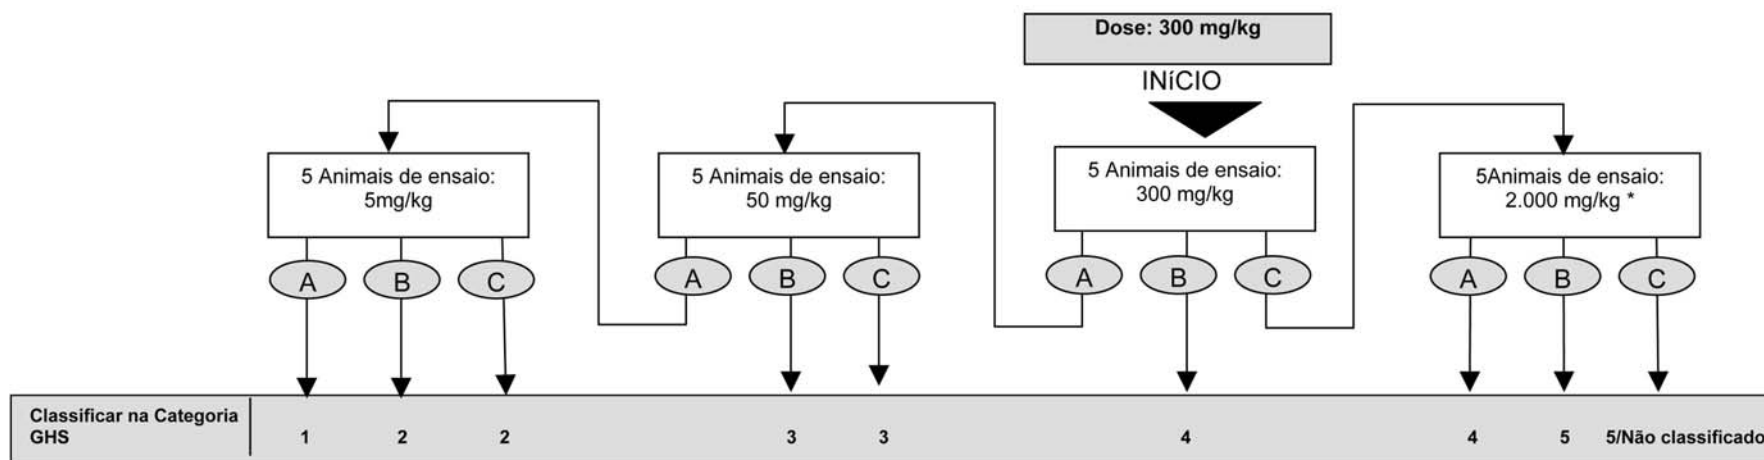 Dose: 300 mg/kg
INíCIO
5 Animais de ensaio:
5mg/kg
5 Animais de ensaio:
50 mg/kg
5 Animais de ensaio:
300 mg/kg
5Animais de ensaio:
2.000 mg/kg *
A B C A B C A B C A B C
Classificar na Categoria
GHS 1 2 2 3 3 4 4 5 5/Não classificado